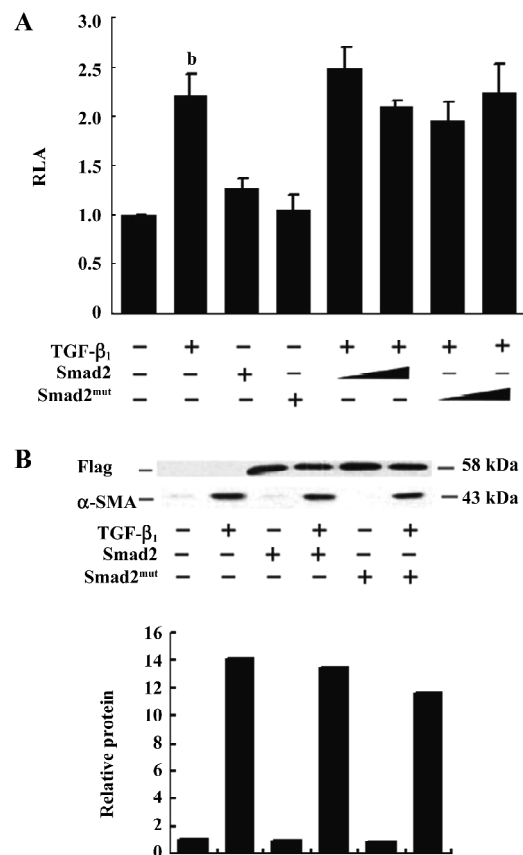 A
3.0
b
2.5
2.0
RLA
1.5
1.0
0.5
0
TGF-β₁ − + − − + + + +
Smad2 − − + − − −
Smad2ᵐᵘᵗ − − − + − −
B
Flag 58 kDa
α-SMA 43 kDa
TGF-β₁ − + − + − +
Smad2 − − + + − −
Smad2ᵐᵘᵗ − − − − + +
16
14
12
10
Relative protein
8
6
4
2
0